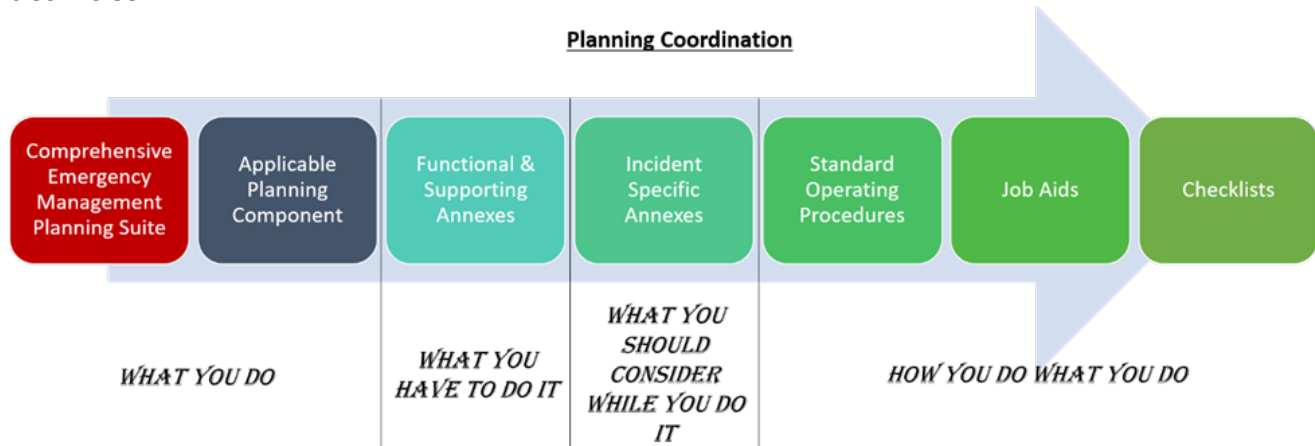 Planning Coordination
Comprehensive
Emergency
Management
Planning Suite
Applicable
Planning
Component
Functional &
Supporting
Annexes
Incident
Specific
Annexes
Standard
Operating
Procedures
Job Aids
Checklists
WHAT YOU DO
WHAT YOU
HAVE TO DO IT
WHAT YOU
SHOULD
CONSIDER
WHILE YOU DO
IT
HOW YOU DO WHAT YOU DO